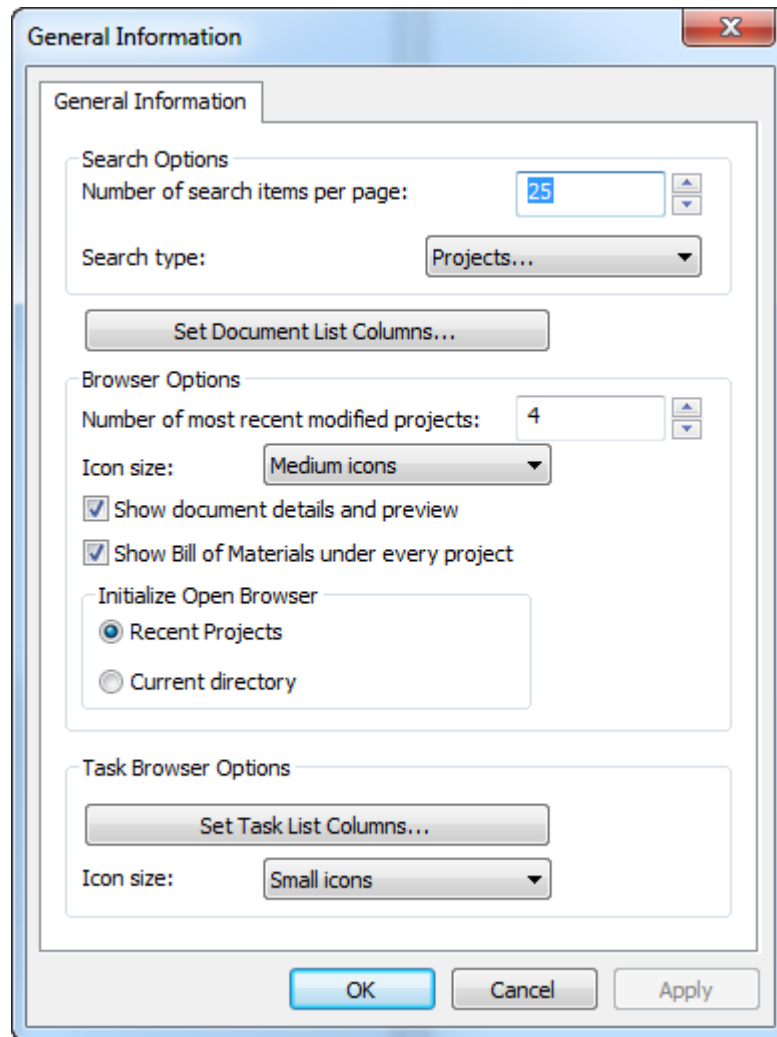 General Information
General Information
Search Options
Number of search items per page: 25
Search type: Projects...
Set Document List Columns...
Browser Options
Number of most recent modified projects: 4
Icon size: Medium icons
Show document details and preview
Show Bill of Materials under every project
Initialize Open Browser
Recent Projects
Current directory
Task Browser Options
Set Task List Columns...
Icon size: Small icons
OK Cancel Apply